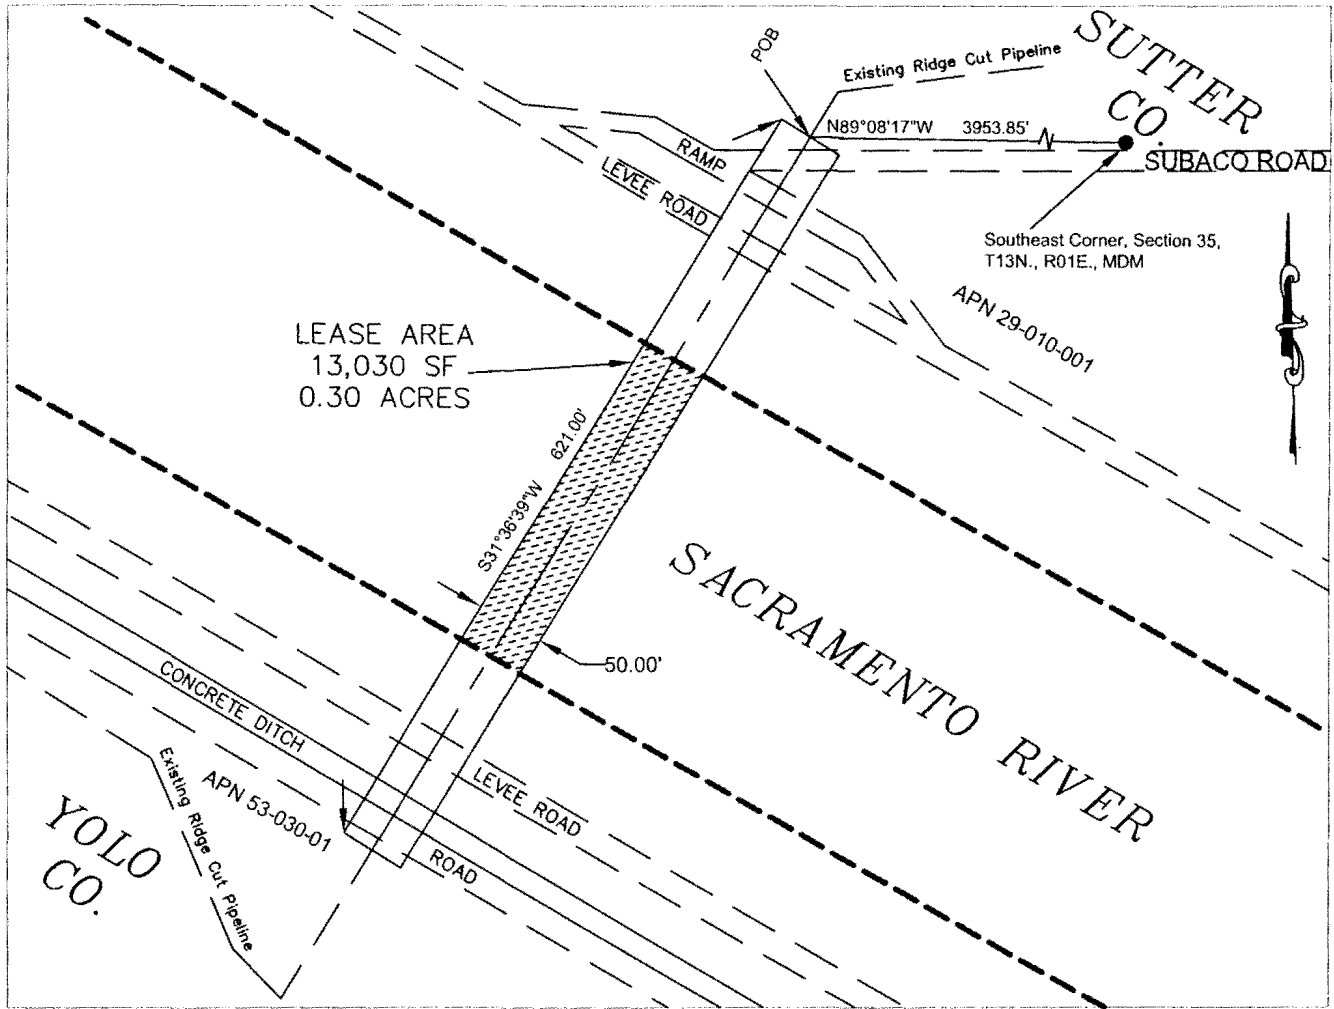 POB
Existing Ridge Cut Pipeline
SUTTER
CO.
N89°08'17"W 3953.85'
SUBACO ROAD
RAMP
LEVEE ROAD
Southeast Corner, Section 35,
T13N., R01E., MDM
APN 29-010-001
LEASE AREA
13,030 SF
0.30 ACRES
S31°36'39"W 621.00'
SACRAMENTO RIVER
50.00'
CONCRETE DITCH
LEVEE ROAD
ROAD
APN 53-030-01
Existing Ridge Cut Pipeline
YOLO
CO.